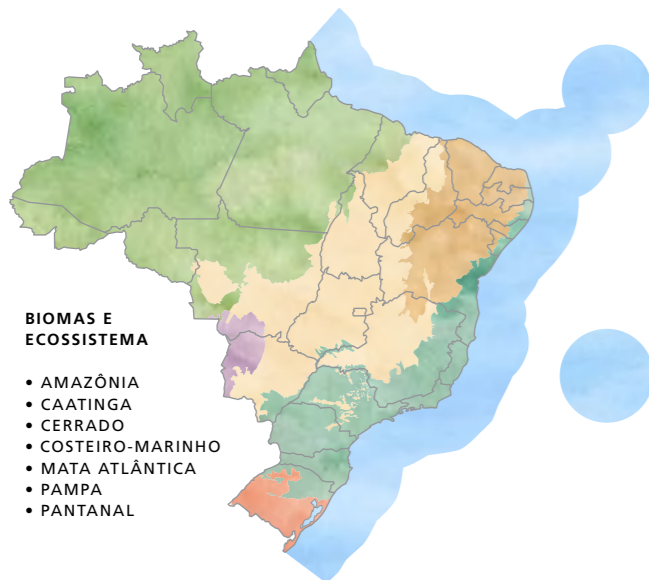 BIOMAS E
ECOSSISTEMA
• AMAZÔNIA
• CAATINGA
• CERRADO
• COSTEIRO-MARINHO
• MATA ATLÂNTICA
• PAMPA
• PANTANAL